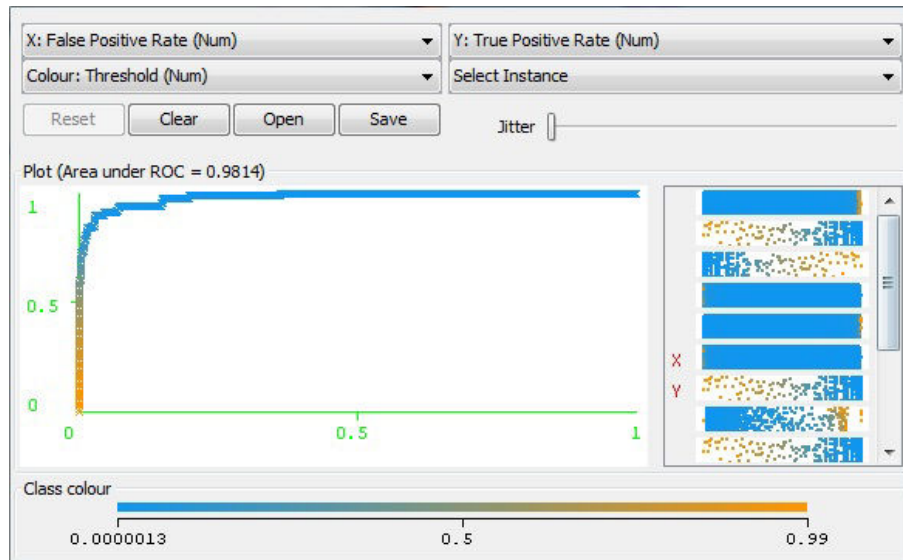 X: False Positive Rate (Num) Y: True Positive Rate (Num)
Colour: Threshold (Num) Select Instance
Reset Clear Open Save Jitter
Plot (Area under ROC = 0.9814)
1
0.5
0
0 0.5 1
X
Y
Class colour
0.0000013 0.5 0.99